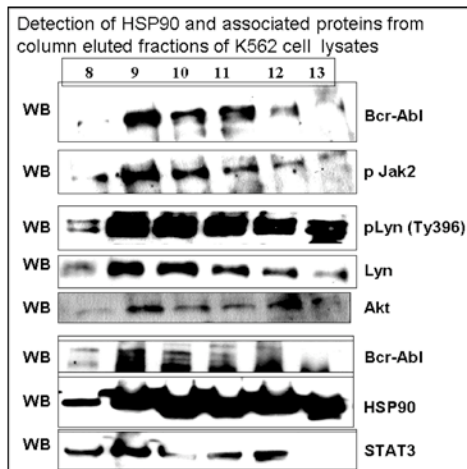 Detection of HSP90 and associated proteins from
column eluted fractions of K562 cell lysates
8 9 10 11 12 13
WB Bcr-Abl
WB p Jak2
WB pLyn (Ty396)
WB Lyn
WB Akt
WB Bcr-Abl
WB HSP90
WB STAT3